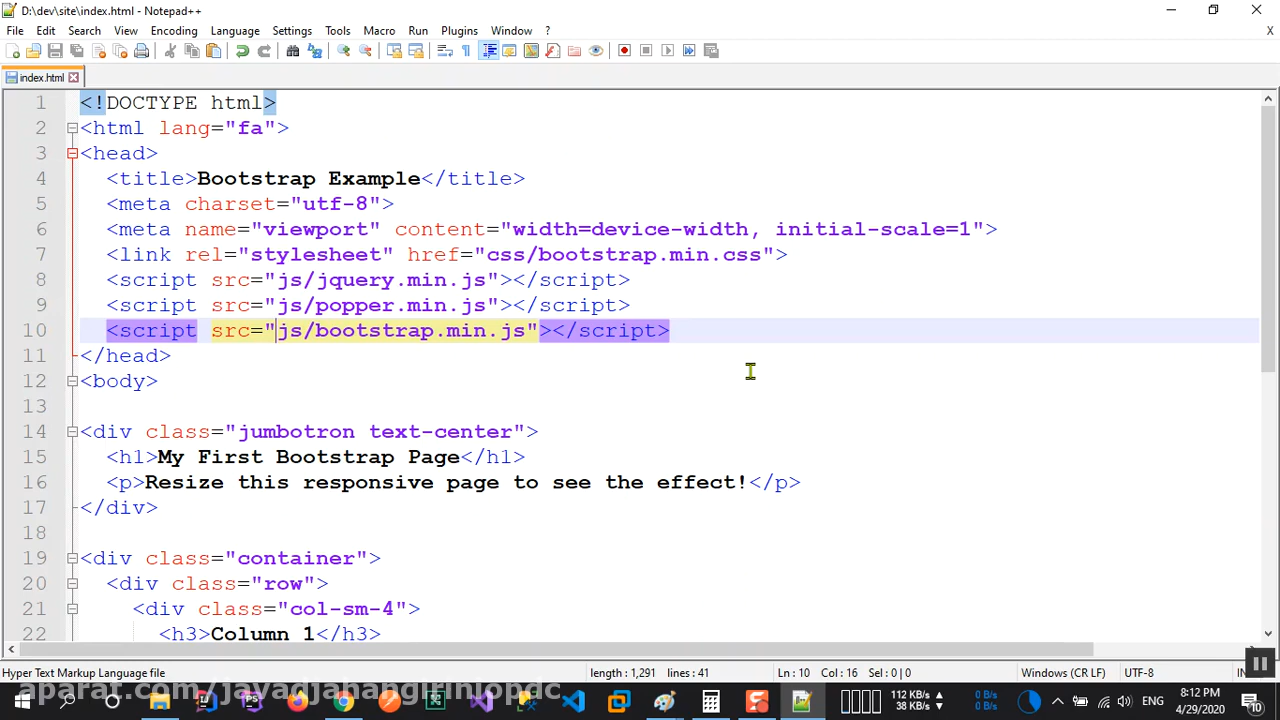 D:\dev\site\index.html - Notepad++
File Edit Search View Encoding Language Settings Tools Macro Run Plugins Window ? X
index.html
1 <!DOCTYPE html>
2 <html lang="fa">
3 <head>
4 <title>Bootstrap Example</title>
5 <meta charset="utf-8">
6 <meta name="viewport" content="width=device-width, initial-scale=1">
7 <link rel="stylesheet" href="css/bootstrap.min.css">
8 <script src="js/jquery.min.js"></script>
9 <script src="js/popper.min.js"></script>
10 <script src="js/bootstrap.min.js"></script>
11 </head>
12 <body>
13
14 <div class="jumbotron text-center">
15 <h1>My First Bootstrap Page</h1>
16 <p>Resize this responsive page to see the effect!</p>
17 </div>
18
19 <div class="container">
20 <div class="row">
21 <div class="col-sm-4">
22 <h3>Column 1</h3>
Hyper Text Markup Language file length : 1,291 lines : 41 Ln : 10 Col : 16 Sel : 0 | 0 Windows (CR LF) UTF-8 IN
112 KB/s 0 B/s 8:12 PM
aparat.com/javadjahangiriniopdc 38 KB/s 0 B/s ENG 4/29/2020 10